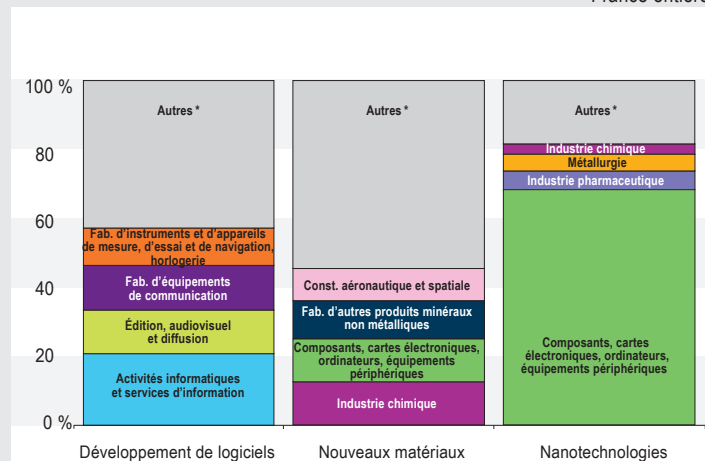 France entière
100 %
80
60
40
20
0 %
Autres *
Fab. d'instruments et d'appareils
de mesure, d'essai et de navigation,
horlogerie
Fab. d'équipements
de communication
Édition, audiovisuel
et diffusion
Activités informatiques
et services d'information
Autres *
Const. aéronautique et spatiale
Fab. d'autres produits minéraux
non métalliques
Composants, cartes électroniques,
ordinateurs, équipements
périphériques
Industrie chimique
Autres *
Industrie chimique
Métallurgie
Industrie pharmaceutique
Composants, cartes
électroniques, ordinateurs,
équipements périphériques
Développement de logiciels
Nouveaux matériaux
Nanotechnologies